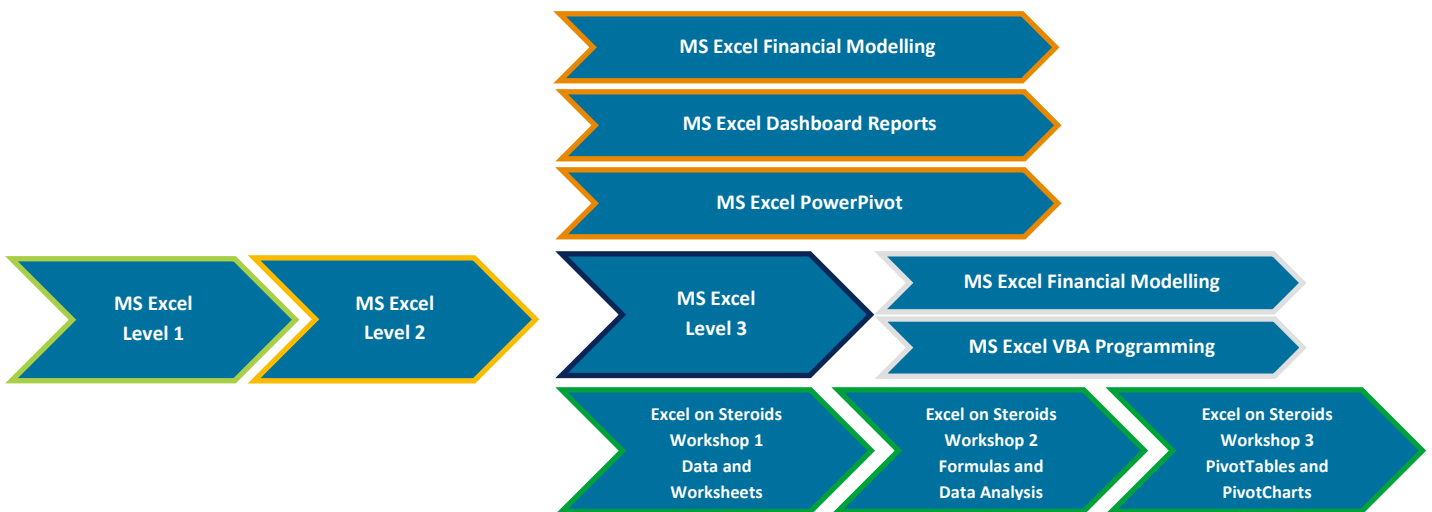 MS Excel Financial Modelling
MS Excel Dashboard Reports
MS Excel PowerPivot
MS Excel
Level 1
MS Excel
Level 2
MS Excel
Level 3
MS Excel Financial Modelling
MS Excel VBA Programming
Excel on Steroids
Workshop 1
Data and
Worksheets
Excel on Steroids
Workshop 2
Formulas and
Data Analysis
Excel on Steroids
Workshop 3
PivotTables and
PivotCharts